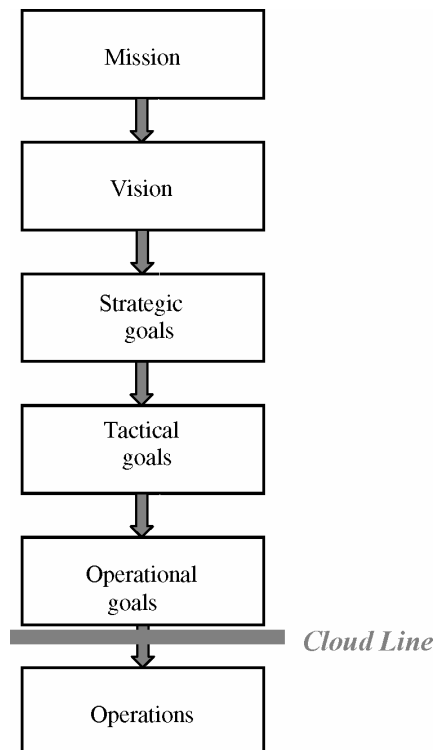 Mission
Vision
Strategic
goals
Tactical
goals
Operational
goals
Cloud Line
Operations